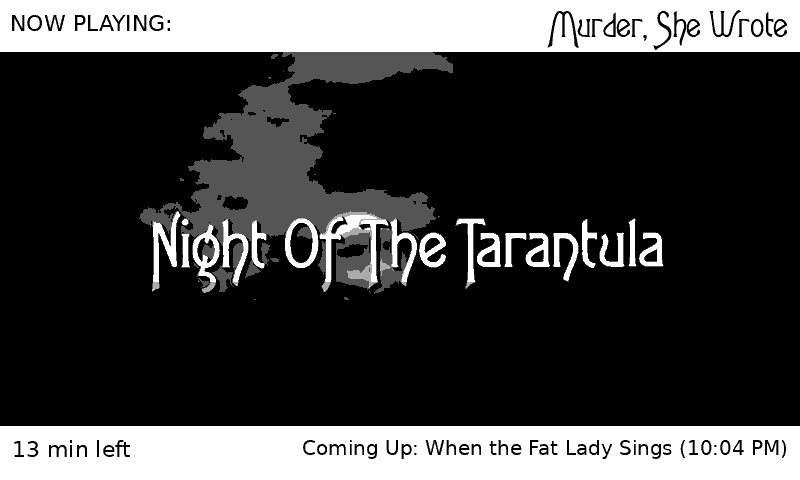 NOW PLAYING:
Murder, She Wrote
Night Of The Tarantula
13 min left
Coming Up: When the Fat Lady Sings (10:04 PM)